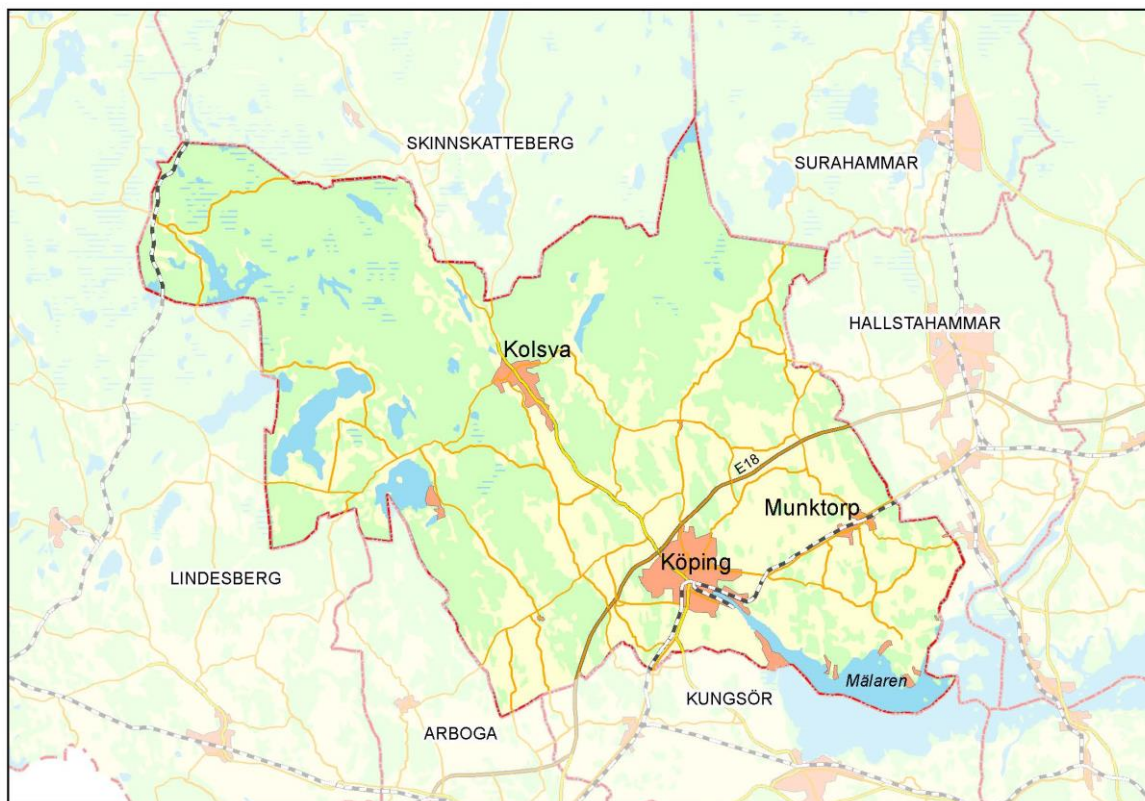 SKINNSKATTEBERG
SURAHAMMAR
HALLSTAHAMMAR
Kolsva
E18
Munktorp
Köping
LINDESBERG
Mälaren
KUNGSÖR
ARBOGA